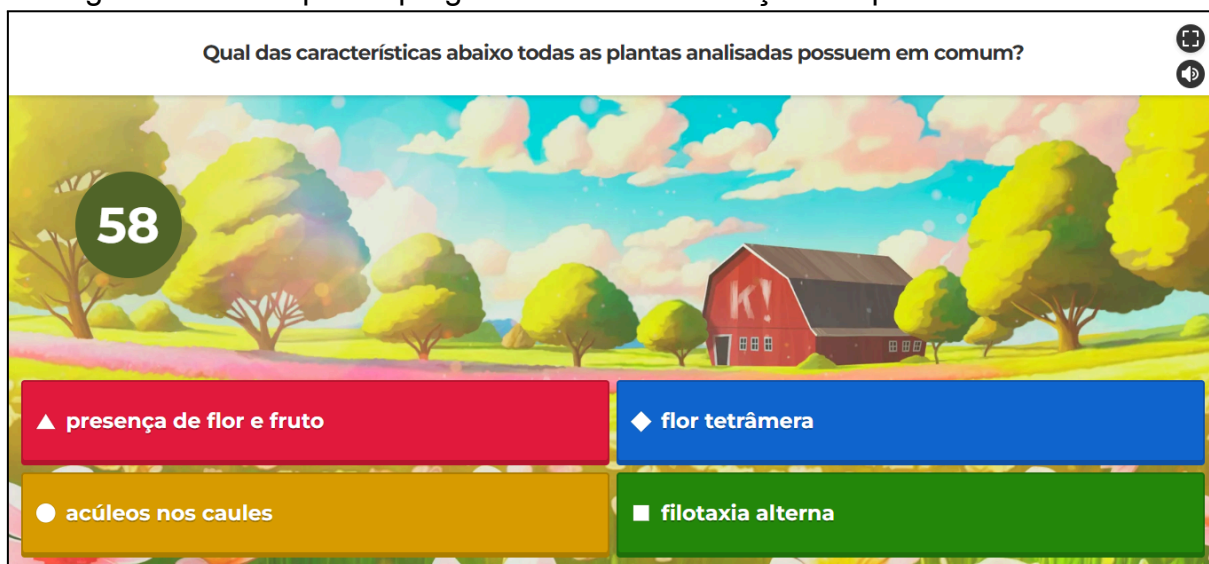 Qual das características abaixo todas as plantas analisadas possuem em comum?
58
K!
presença de flor e fruto
flor tetrâmera
acúleos nos caules
filotaxia alterna